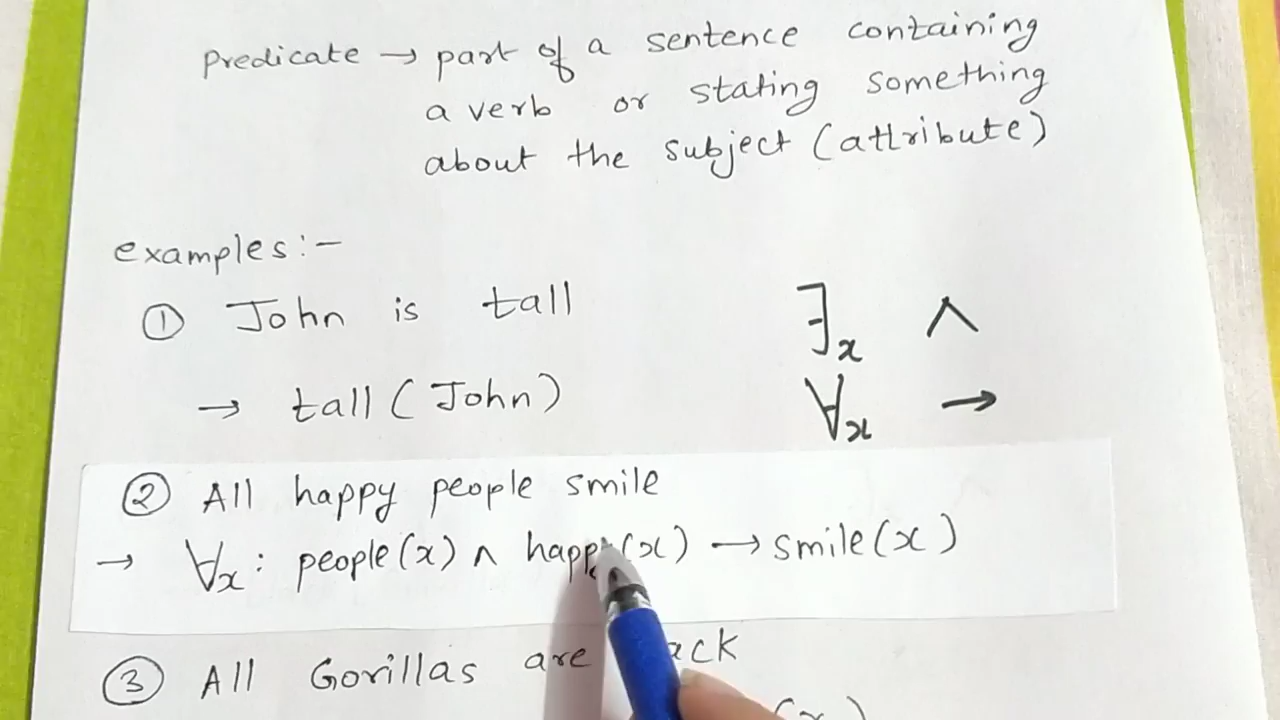 Predicate → part of a sentence containing
a verb or stating something
about the subject (attribute)
examples:-
① John is tall
→ tall (John)
∃x ∧
∀x →
② All happy people smile
→ ∀x : people(x) ∧ happy(x) → smile(x)
③ All Gorillas are
(x)